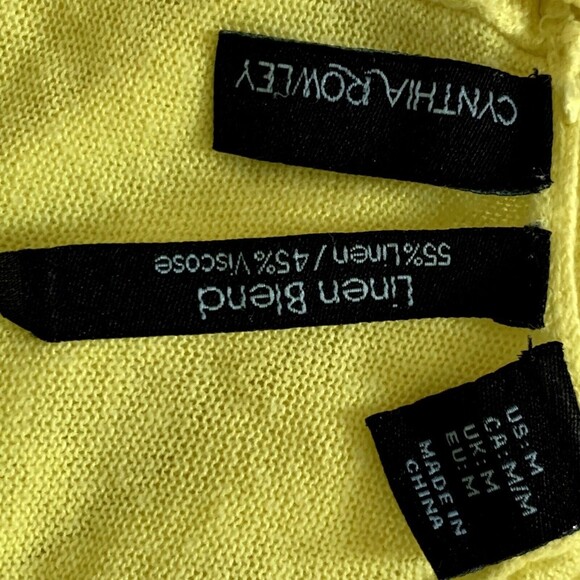 CYNTHIA ROWLEY
Linen Blend
55% Linen / 45% Viscose
US: M
CA: M/M
UK: M
EU: M
MADE IN
CHINA